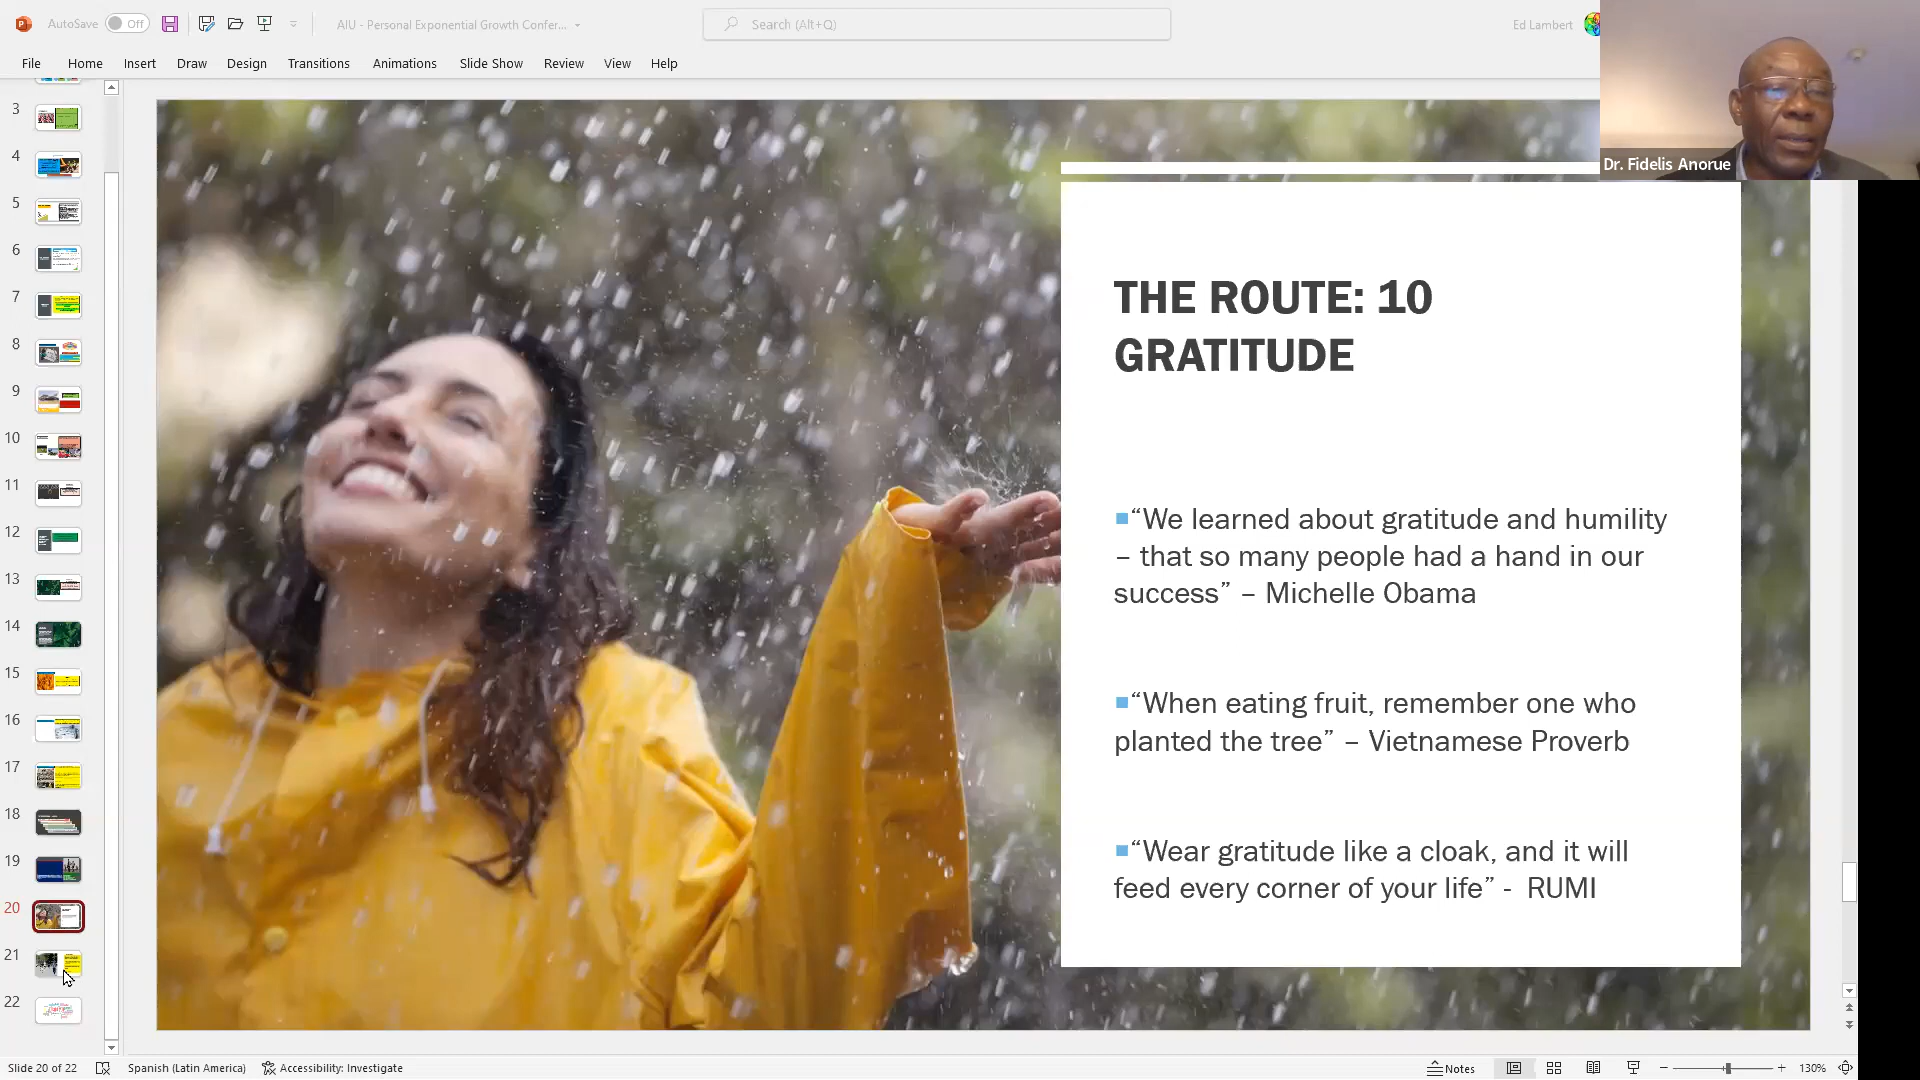 AutoSave Off
AIU - Personal Exponential Growth Confer...
Search (Alt+Q)
Ed Lambert
File Home Insert Draw Design Transitions Animations Slide Show Review View Help
Dr. Fidelis Anorue
3
4
5
6
7
8
9
10
11
12
13
14
15
16
17
18
19
20
21
22
THE ROUTE: 10
GRATITUDE
“We learned about gratitude and humility
– that so many people had a hand in our
success” – Michelle Obama
“When eating fruit, remember one who
planted the tree” – Vietnamese Proverb
“Wear gratitude like a cloak, and it will
feed every corner of your life” - RUMI
Slide 20 of 22 Spanish (Latin America) Accessibility: Investigate Notes 130%